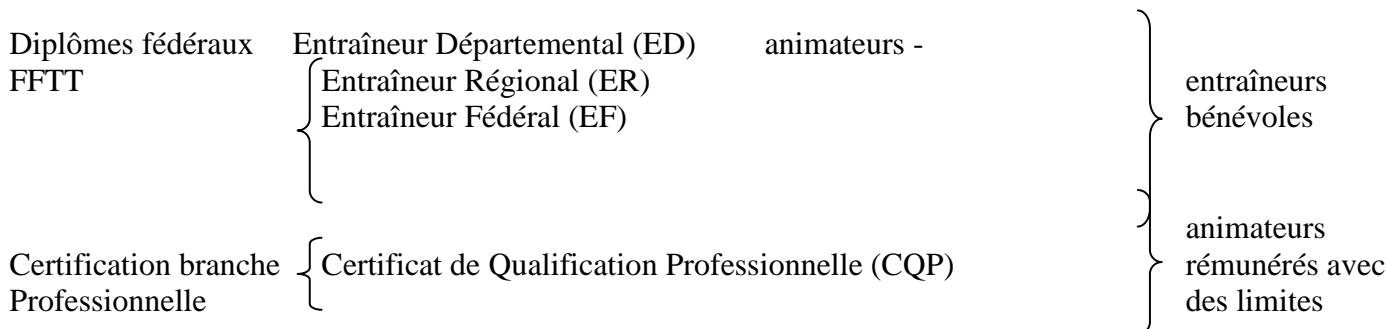 Diplômes fédéraux Entraîneur Départemental (ED) animateurs -
FFTT Entraîneur Régional (ER) entraîneurs
Entraîneur Fédéral (EF) bénévoles
animateurs
Certification branche Certificat de Qualification Professionnelle (CQP) rémunérés avec
Professionnelle des limites